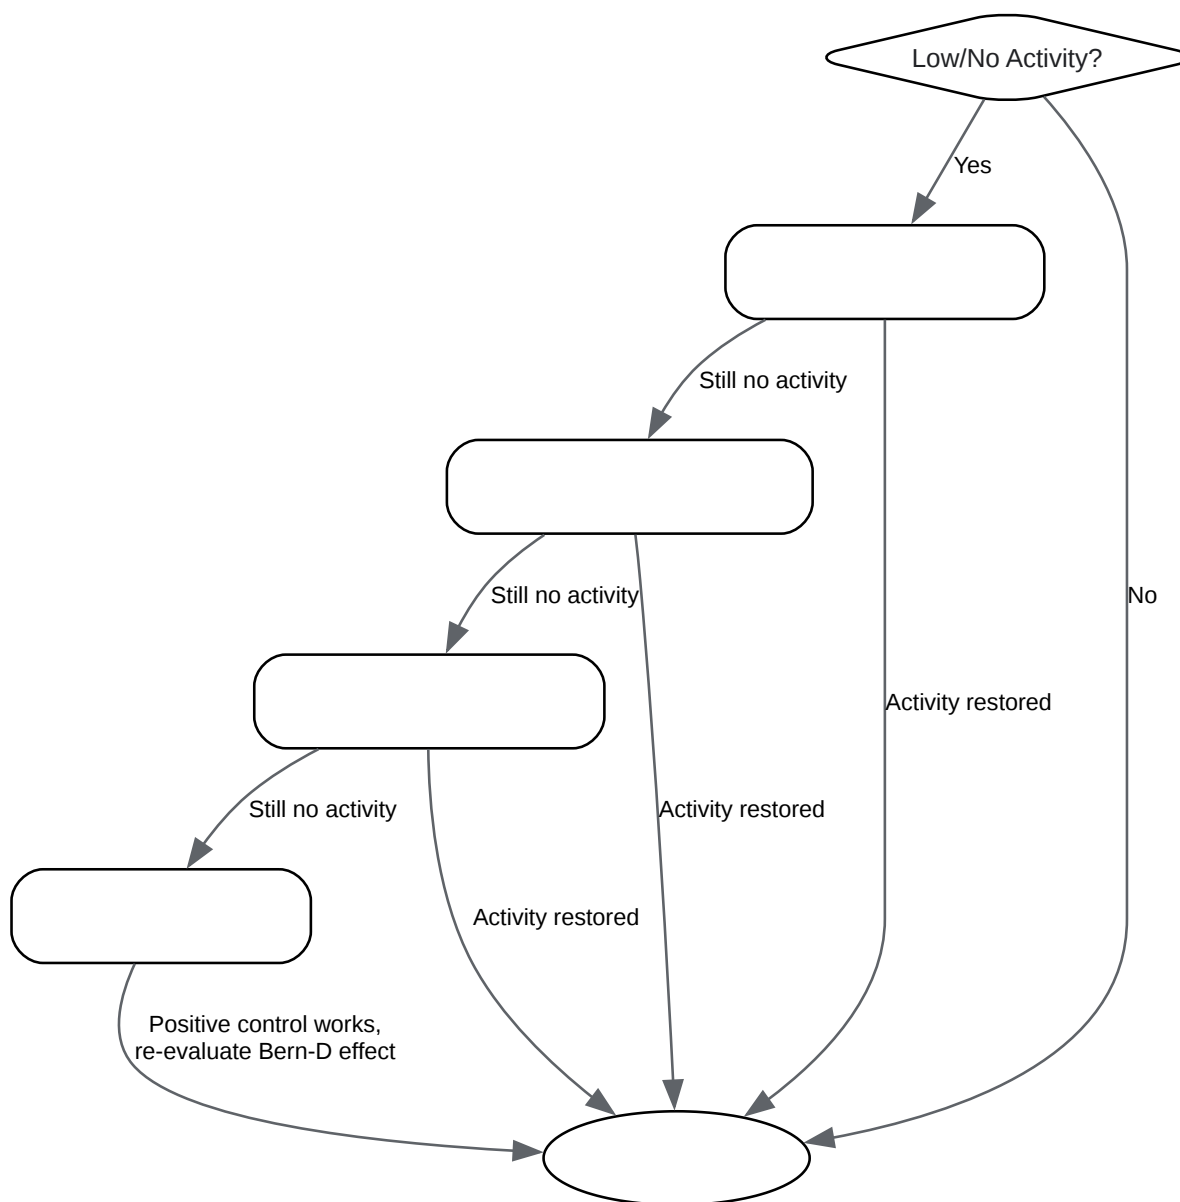 Low/No Activity?
Yes
Still no activity
Still no activity
No
Activity restored
Still no activity
Activity restored
Activity restored
Positive control works,
re-evaluate Bern-D effect